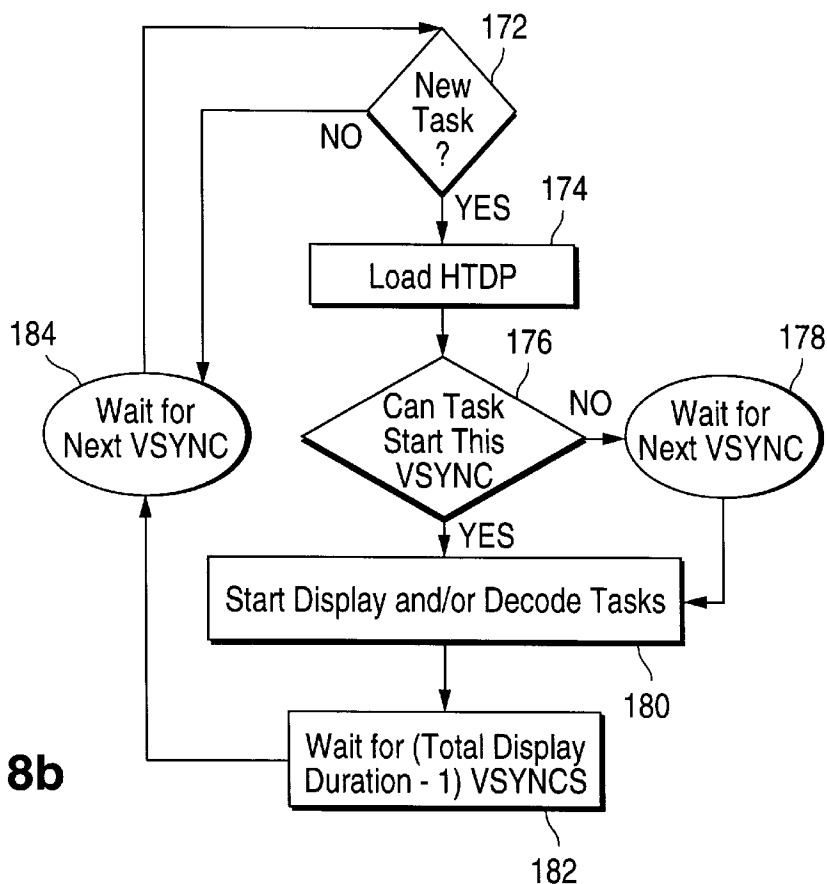 172
New
Task
?
NO
YES
174
Load HTDP
184
Wait for
Next VSYNC
176
Can Task
Start This
VSYNC
NO
178
Wait for
Next VSYNC
YES
Start Display and/or Decode Tasks
180
Wait for (Total Display
Duration - 1) VSYNCS
182
8b